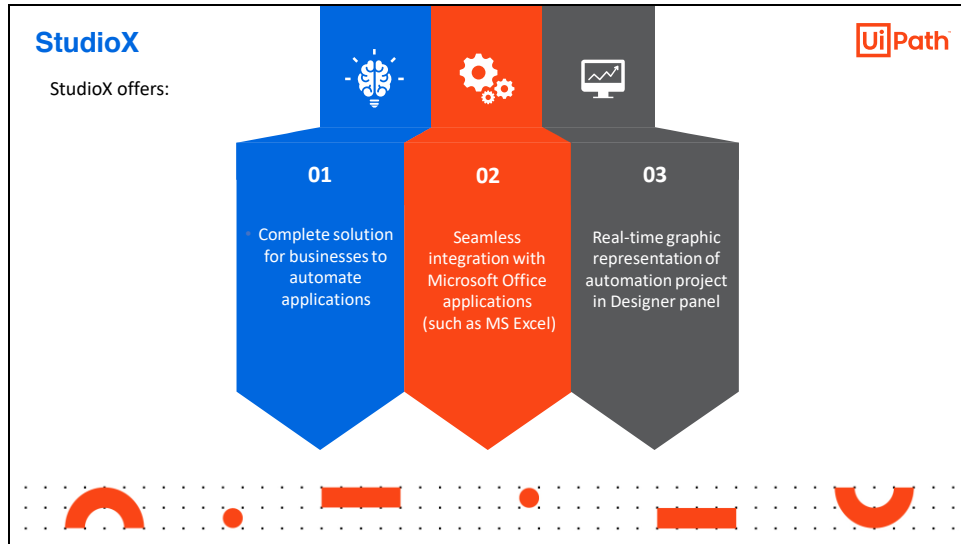 StudioX
UiPath
StudioX offers:
01
• Complete solution
for businesses to
automate
applications
02
Seamless
integration with
Microsoft Office
applications
(such as MS Excel)
03
Real-time graphic
representation of
automation project
in Designer panel